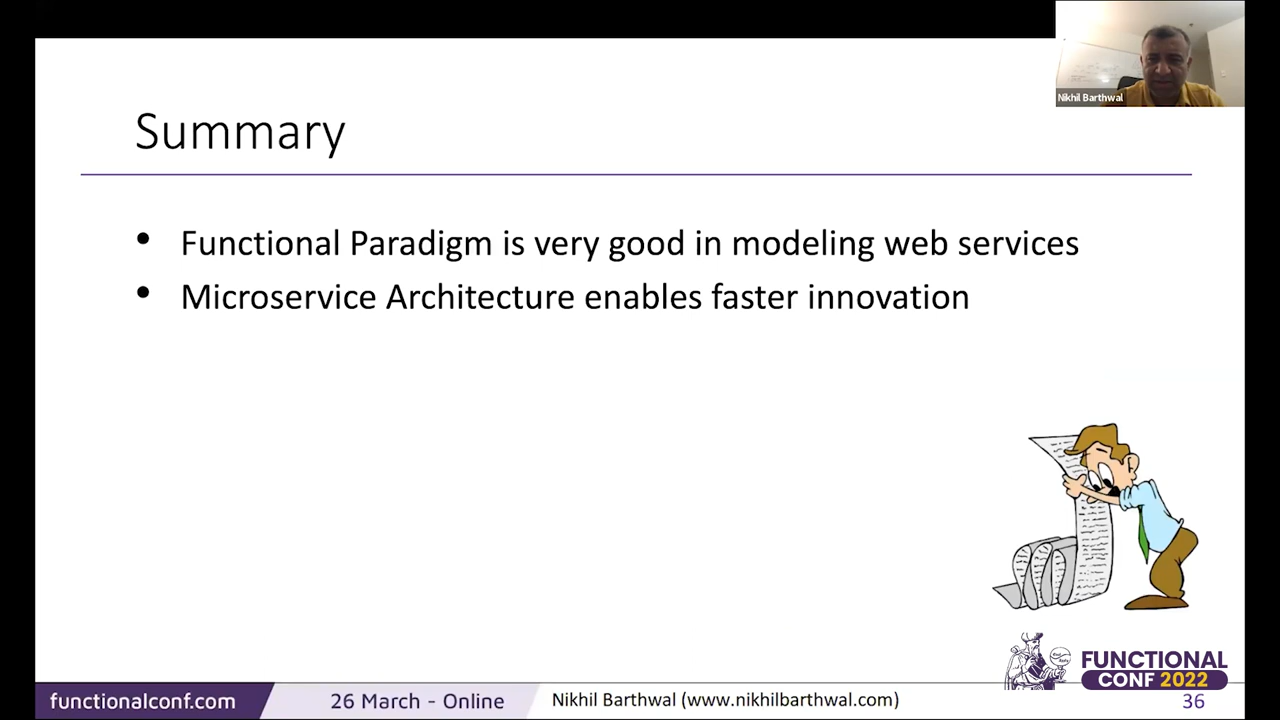 Nikhil Barthwal
Summary
• Functional Paradigm is very good in modeling web services
• Microservice Architecture enables faster innovation
FUNCTIONAL
CONF 2022
functionalconf.com
26 March - Online
Nikhil Barthwal (www.nikhilbarthwal.com)
36